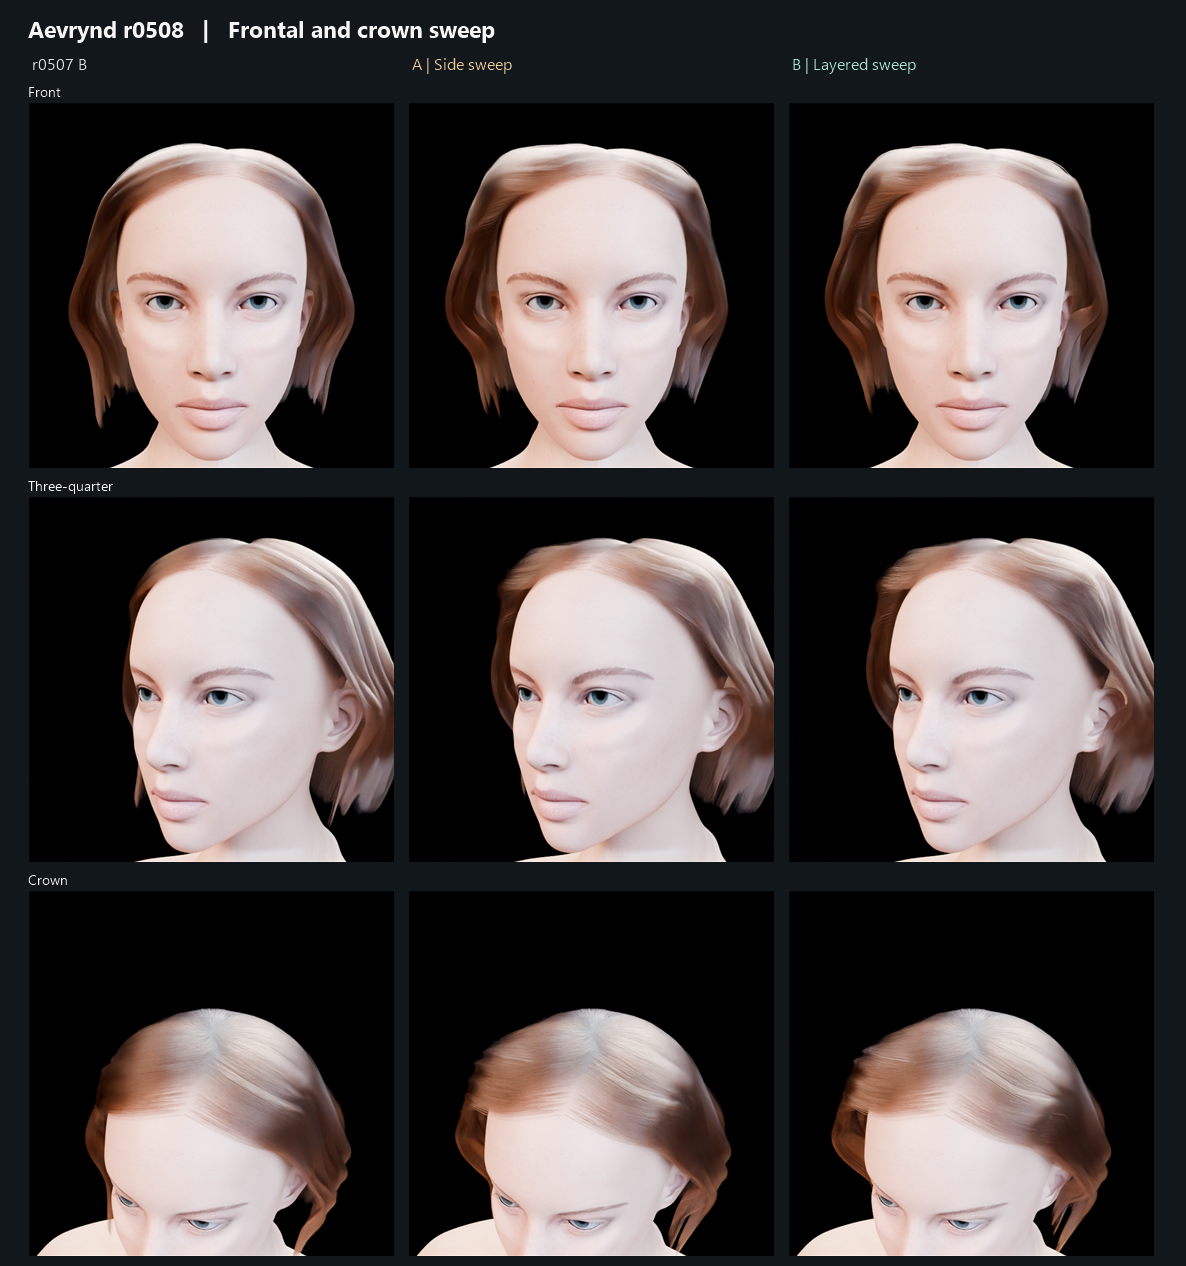 Aevrynd r0508 | Frontal and crown sweep
r0507 B
A | Side sweep
B | Layered sweep
Front
Three-quarter
Crown